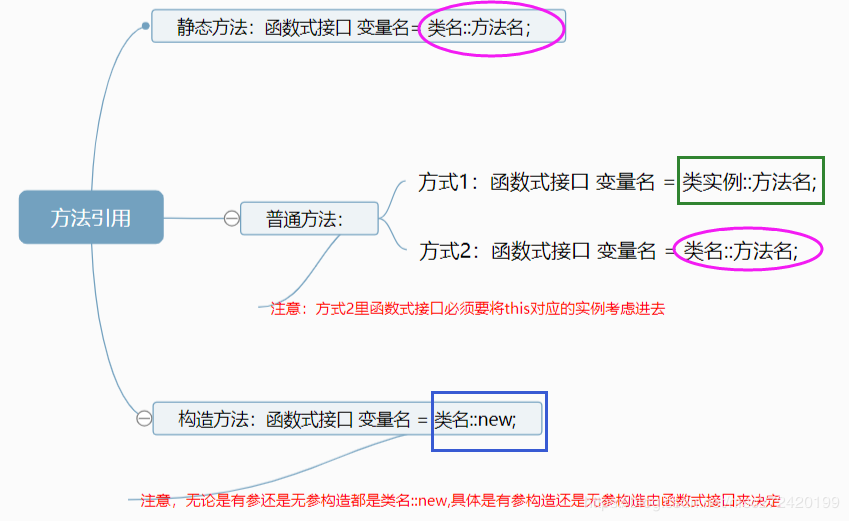 静态方法：函数式接口 变量名= 类名::方法名；
方式1：函数式接口 变量名 = 类实例::方法名;
方法引用
普通方法：
方式2：函数式接口 变量名 = 类名::方法名;
注意：方式2里函数式接口必须要将this对应的实例考虑进去
构造方法：函数式接口 变量名 = 类名::new;
注意，无论是有参还是无参构造都是类名::new,具体是有参构造还是无参构造由函数式接口来决定